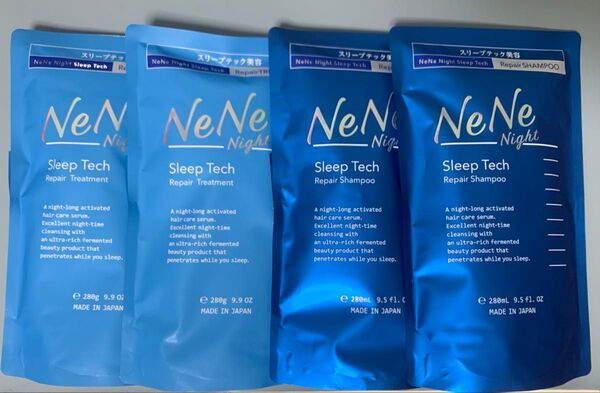 スリープテック美容
NeNe Night Sleep Tech
NeNe
Night
Sleep Tech
Repair Treatment
A night-long activated
hair care serum.
Excellent night-time
cleansing with
an ultra-rich fermented
beauty product that
penetrates while you
℮ 280g 9.9 OZ
MADE IN JAPAN
スリープテック美容
NeNe Night Sleep Tech
NeNe
Night
Sleep Tech
Repair Treatment
A night-long activated
hair care serum.
Excellent night-time
cleansing with
an ultra-rich fermented
beauty product that
penetrates while you sleep.
℮ 280g 9.9 OZ
MADE IN JAPAN
スリープテック美容
NeNe Night Sleep Tech
NeNe
Night
Sleep Tech
Repair Shampoo
A night-long activated
hair care serum.
Excellent night-time
cleansing with
an ultra-rich fermented
beauty product that
penetrates while you sleep.
℮ 280mL 9.5 fl.
MADE IN JAPAN
スリープテック美容
NeNe Night Sleep Tech Repair SHAMPOO
NeNe
Night
Sleep Tech
Repair Shampoo
A night-long activated
hair care serum.
Excellent night-time
cleansing with
an ultra-rich fermented
beauty product that
penetrates while you sleep.
℮ 280mL 9.5 fl. OZ
MADE IN JAPAN